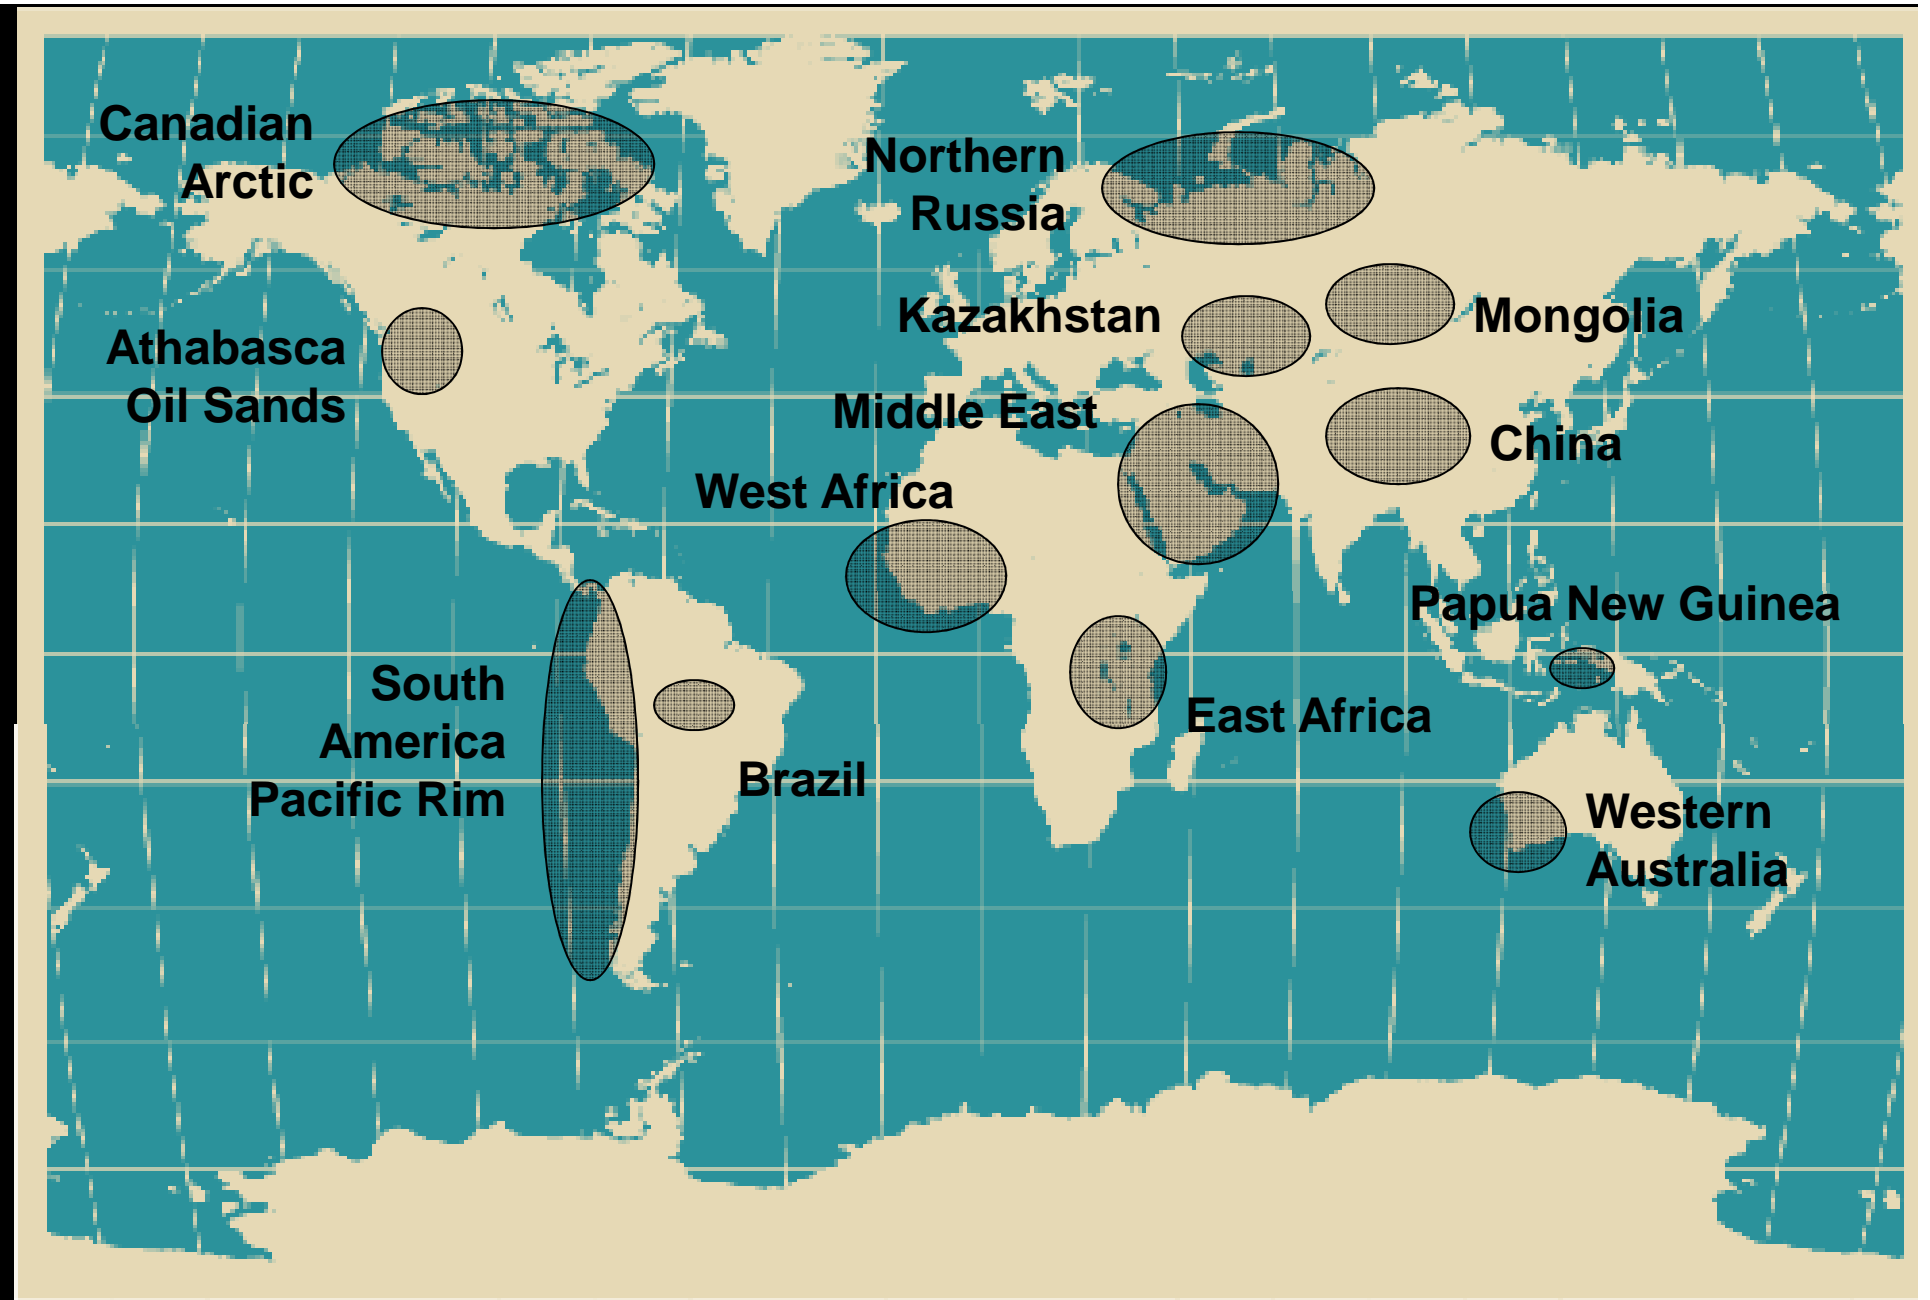 Canadian
Arctic
Northern
Russia
Kazakhstan
Mongolia
Athabasca
Oil Sands
Middle East
China
West Africa
Papua New Guinea
South
America
Pacific Rim
East Africa
Brazil
Western
Australia